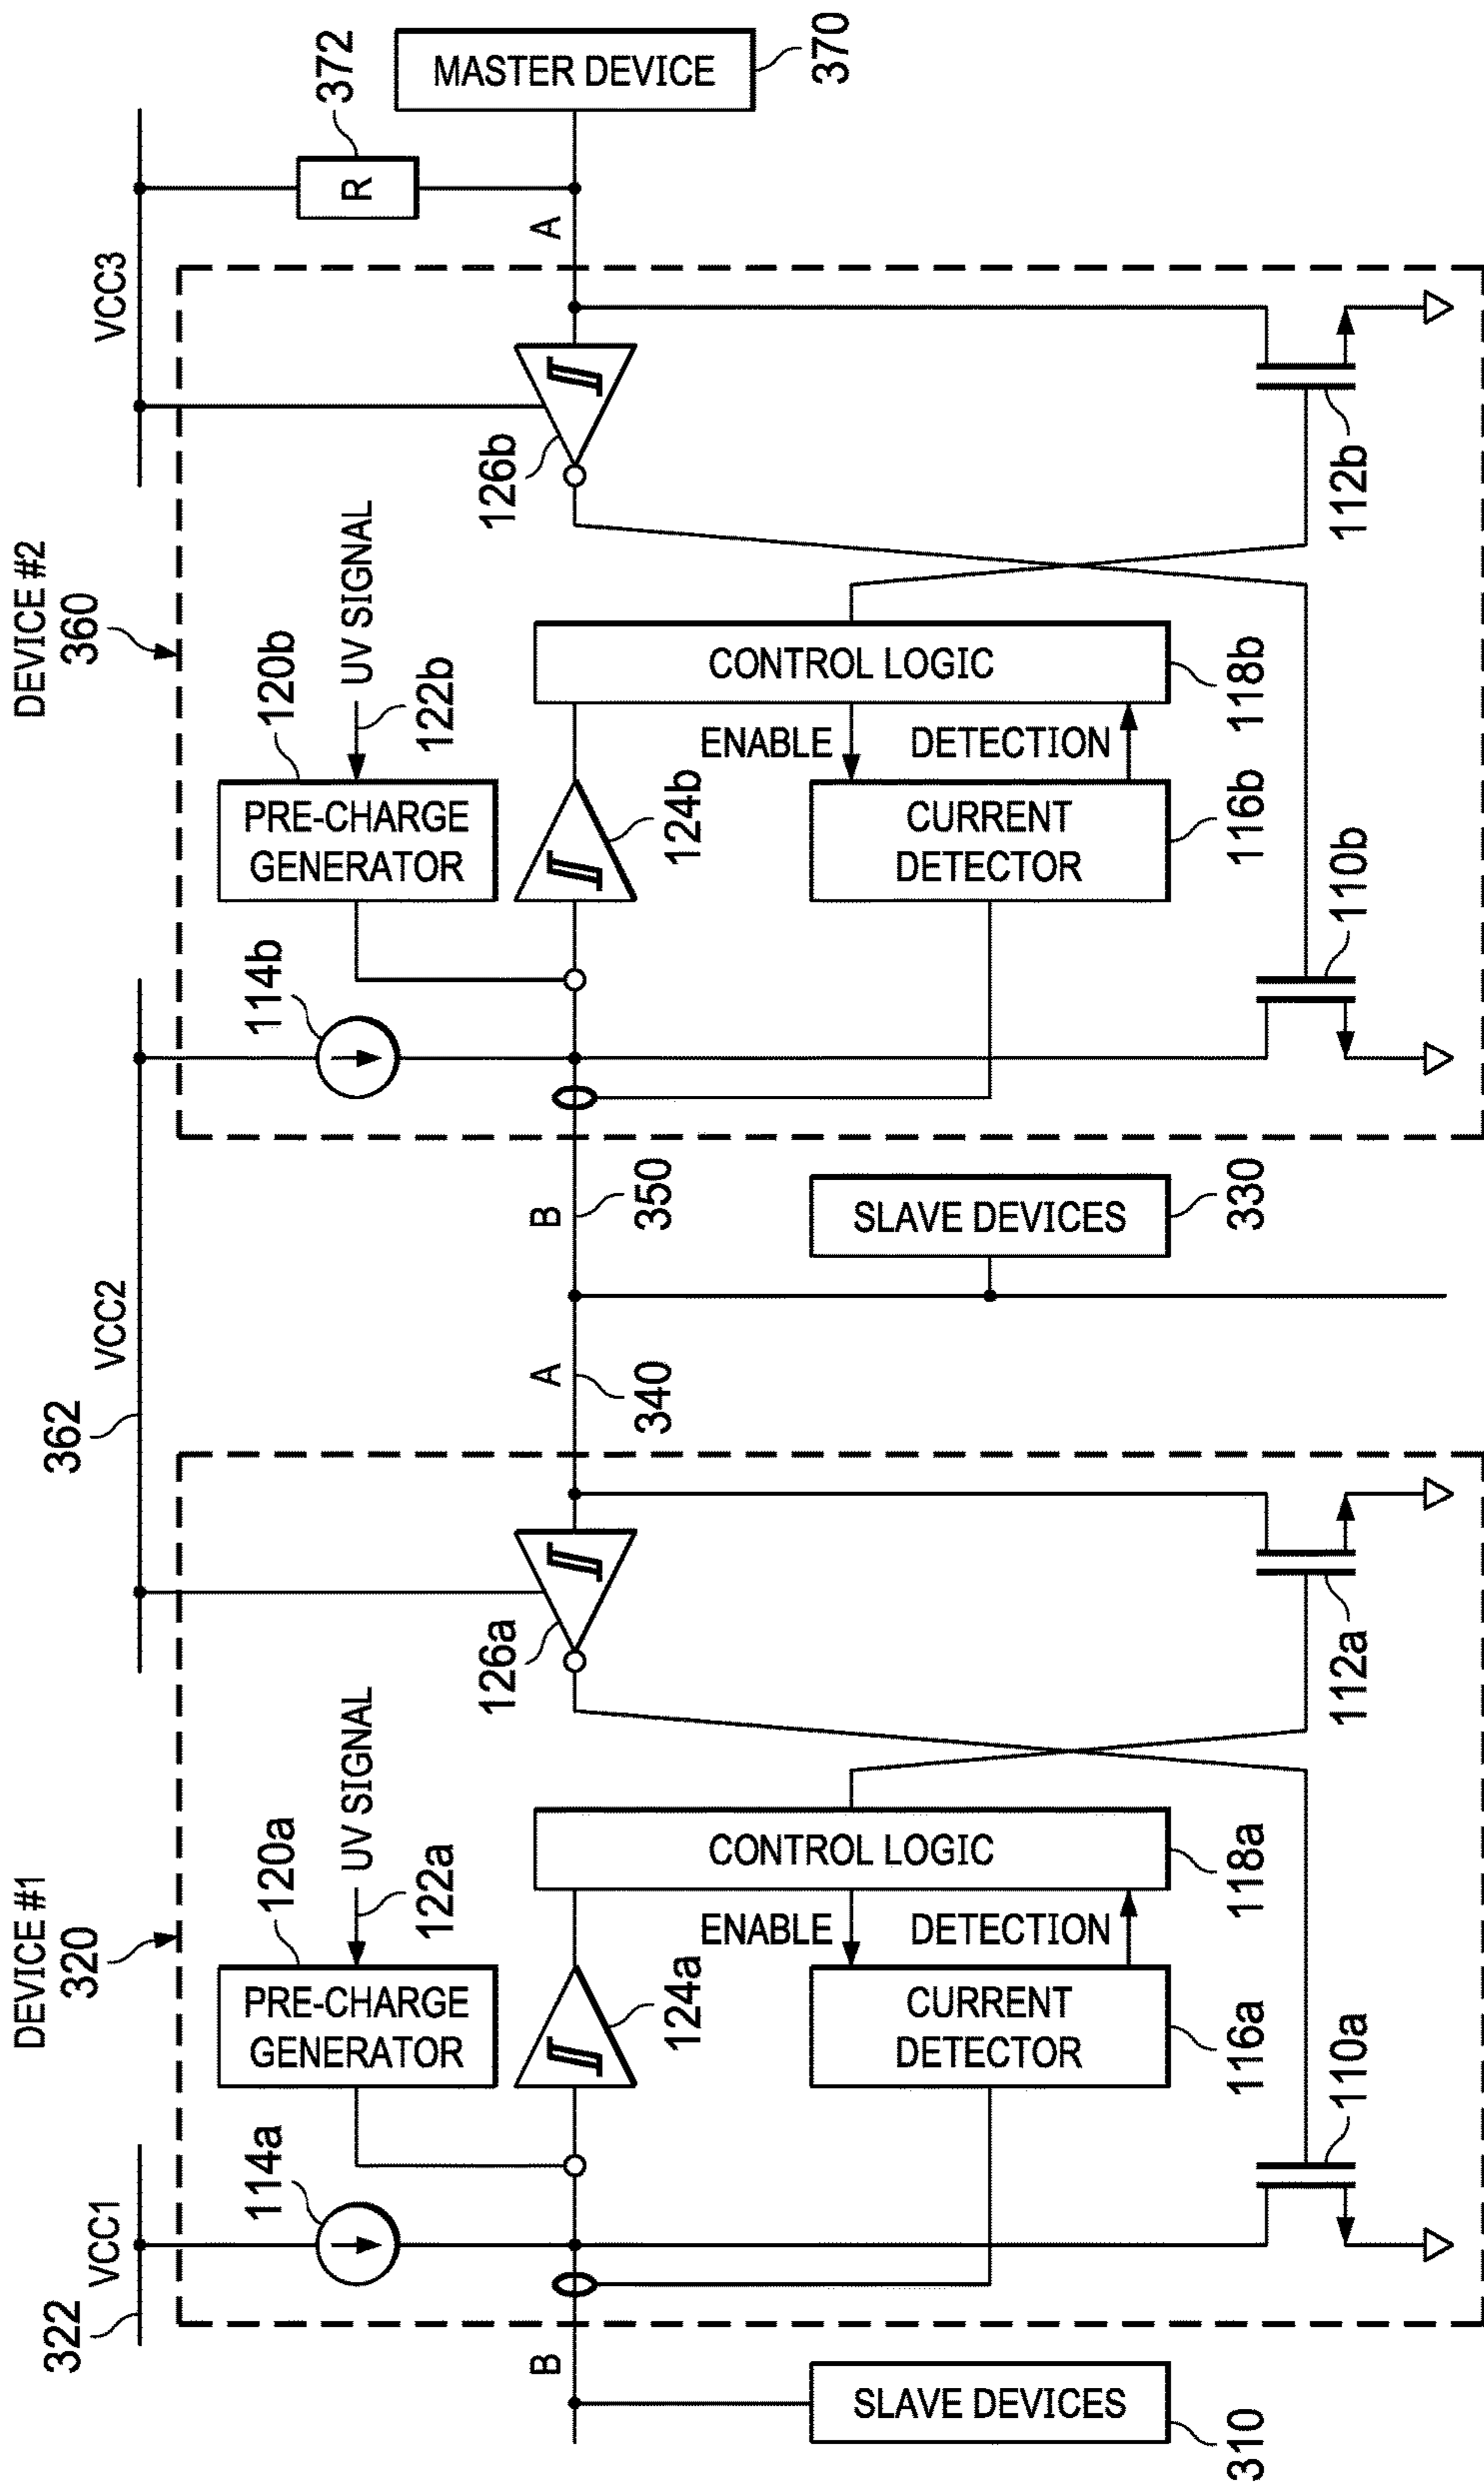 DEVICE #1
320
DEVICE #2
360
322
VCC1
362
VCC2
VCC3
372
R
114a
120a
UV SIGNAL
122a
114b
120b
UV SIGNAL
122b
PRE-CHARGE
GENERATOR
PRE-CHARGE
GENERATOR
MASTER DEVICE
370
B
124a
126a
A
340
B
350
124b
126b
A
ENABLE
DETECTION
CONTROL LOGIC
118a
CURRENT
DETECTOR
116a
ENABLE
DETECTION
CONTROL LOGIC
118b
CURRENT
DETECTOR
116b
SLAVE DEVICES
310
SLAVE DEVICES
330
110a
112a
110b
112b